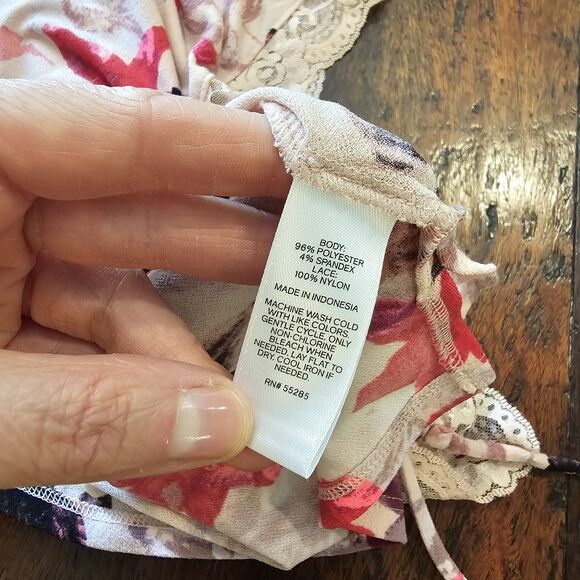 BODY:
96% POLYESTER
4% SPANDEX
LACE:
100% NYLON
MADE IN INDONESIA
MACHINE WASH COLD
WITH LIKE COLORS
GENTLE CYCLE. ONLY
NON-CHLORINE
BLEACH WHEN
NEEDED. LAY FLAT TO
DRY. COOL IRON IF
NEEDED.
RN# 55285